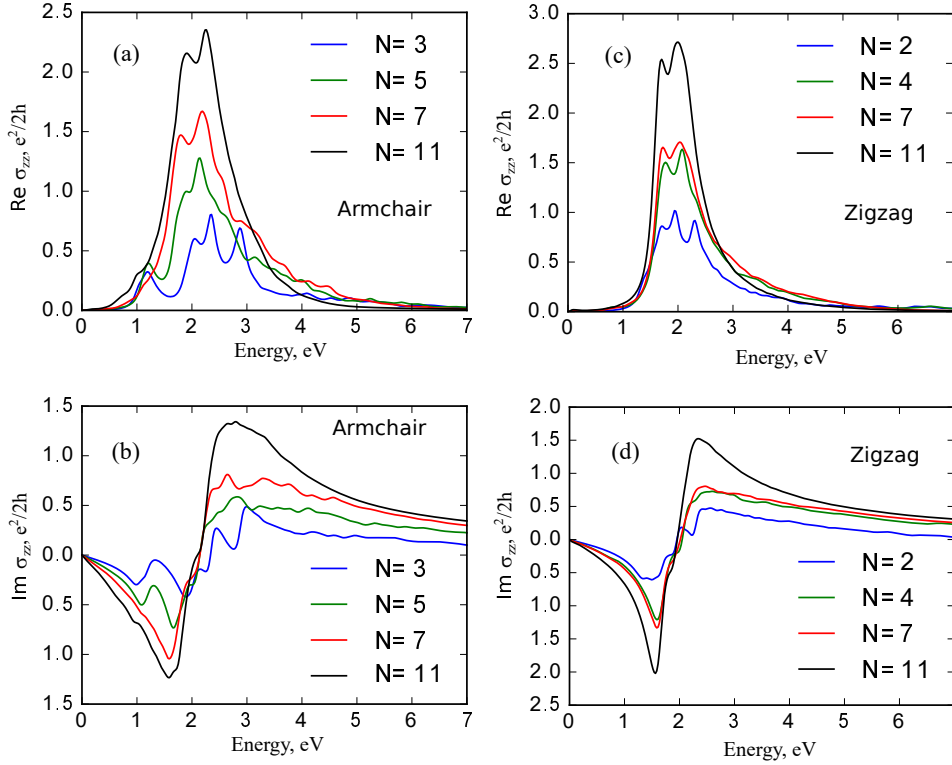 (a)
N= 3
N= 5
N= 7
N= 11
Armchair
Re σzz, e²/2h
2.5
2.0
1.5
1.0
0.5
0.0
0 1 2 3 4 5 6 7
Energy, eV
(c)
N= 2
N= 4
N= 7
N= 11
Zigzag
Re σzz, e²/2h
3.0
2.5
2.0
1.5
1.0
0.5
0.0
0 1 2 3 4 5 6
Energy, eV
(b)
Armchair
N= 3
N= 5
N= 7
N= 11
Im σzz, e²/2h
1.5
1.0
0.5
0.0
0.5
1.0
1.5
0 1 2 3 4 5 6 7
Energy, eV
(d)
Zigzag
N= 2
N= 4
N= 7
N= 11
Im σzz, e²/2h
2.0
1.5
1.0
0.5
0.0
0.5
1.0
1.5
2.0
2.5
0 1 2 3 4 5 6
Energy, eV